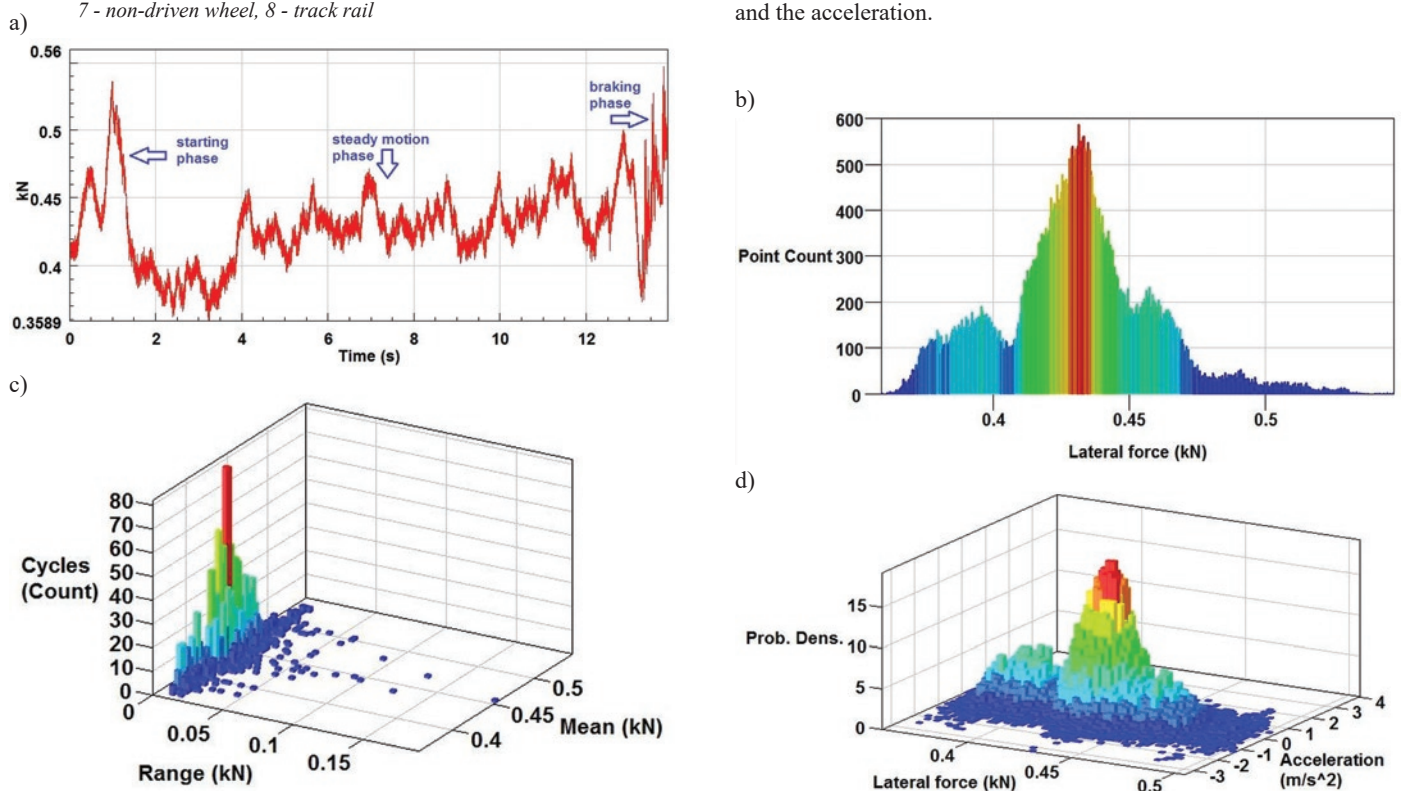 7 - non-driven wheel, 8 - track rail
and the acceleration.
a)
0.56
0.5
kN
0.45
0.4
0.3589
0 2 4 6 8 10 12
Time (s)
starting
phase
steady motion
phase
braking
phase
b)
600
500
400
Point Count 300
200
100
0
0.4 0.45 0.5
Lateral force (kN)
c)
80
70
60
Cycles
50
(Count)
40
30
20
10
0
0 0.05 0.1 0.15
Range (kN)
0.4 0.45 0.5
Mean (kN)
d)
15
Prob. Dens. 10
5
0
0.4 0.45 0.5
Lateral force (kN)
-3 -2 -1 0 1 2 3 4
Acceleration
(m/s^2)